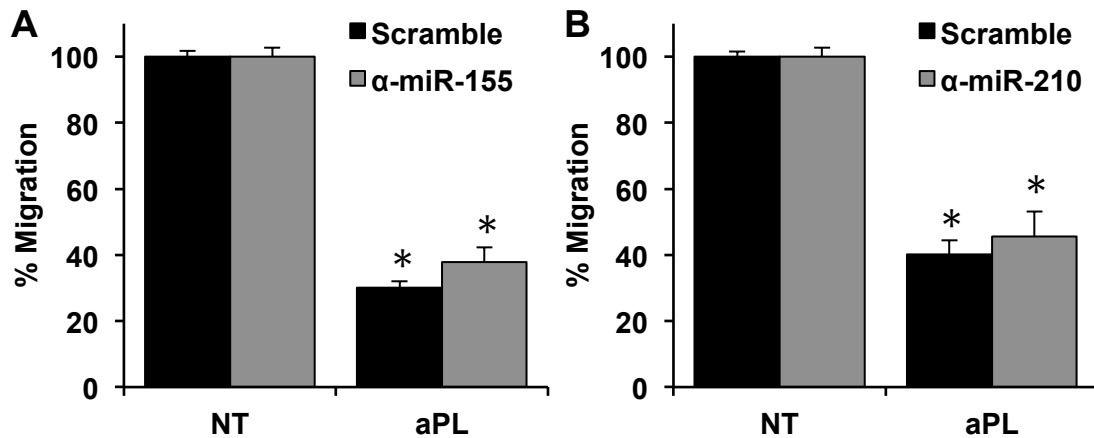 A
% Migration
100
80
60
40
20
0
Scramble
α-miR-155
*
*
NT
aPL
B
% Migration
100
80
60
40
20
0
Scramble
α-miR-210
*
*
NT
aPL